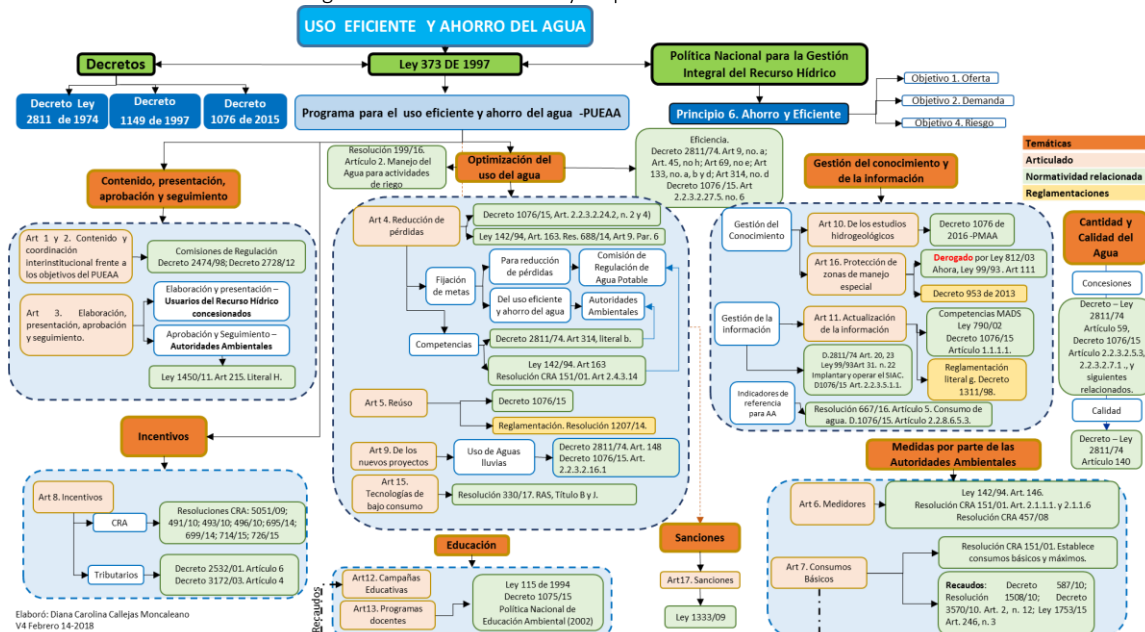 USO EFICIENTE Y AHORRO DEL AGUA
Decretos
Ley 373 DE 1997
Política Nacional para la Gestión
Integral del Recurso Hídrico
Decreto Ley
2811 de 1974
Decreto
1149 de 1997
Decreto
1076 de 2015
Programa para el uso eficiente y ahorro del agua -PUEAA
Principio 6. Ahorro y Eficiente
Objetivo 1. Oferta
Objetivo 2. Demanda
Objetivo 4. Riesgo
Temáticas
Articulado
Normatividad relacionada
Reglamentaciones
Contenido, presentación,
aprobación y seguimiento
Art 1 y 2. Contenido y
coordinación
interinstitucional frente a
los objetivos del PUEAA
Comisiones de Regulación
Decreto 2474/98; Decreto 2728/12
Art 3. Elaboración,
presentación, aprobación
y seguimiento.
Elaboración y presentación –
Usuarios del Recurso Hídrico
concesionados
Aprobación y Seguimiento –
Autoridades Ambientales
Ley 1450/11. Art 215. Literal H.
Incentivos
Art 8. Incentivos
CRA
Resoluciones CRA: 5051/09;
491/10; 493/10; 496/10; 695/14;
699/14; 714/15; 726/15
Tributarios
Decreto 2532/01. Artículo 6
Decreto 3172/03. Artículo 4
Elaboró: Diana Carolina Callejas Moncaleano
V4 Febrero 14-2018
Resolución 199/16.
Artículo 2. Manejo del
Agua para actividades
de riego
Optimización del
uso del agua
Eficiencia.
Decreto 2811/74. Art 9, no. a;
Art. 45, no h; Art 69, no e; Art
133, no. a, b y d; Art 314, no. d
Decreto 1076 /15. Art
2.2.3.2.27.5. no. 6
Art 4. Reducción de
pérdidas
Decreto 1076/15, Art. 2.2.3.2.24.2, n. 2 y 4)
Ley 142/94, Art. 163. Res. 688/14, Art 9. Par. 6
Fijación
de metas
Para reducción
de pérdidas
Comisión de
Regulación de
Agua Potable
Del uso eficiente
y ahorro del agua
Autoridades
Ambientales
Competencias
Decreto 2811/74. Art 314, literal b.
Ley 142/94. Art 163
Resolución CRA 151/01. Art 2.4.3.14
Art 5. Reúso
Decreto 1076/15
Reglamentación. Resolución 1207/14.
Art 9. De los
nuevos proyectos
Uso de Aguas
lluvias
Decreto 2811/74. Art. 148
Decreto 1076/15. Art.
2.2.3.2.16.1
Art 15.
Tecnologías de
bajo consumo
Resolución 330/17. RAS, Título B y J.
Educación
Recaudos
Art12. Campañas
Educativas
Art13. Programas
docentes
Ley 115 de 1994
Decreto 1075/15
Política Nacional de
Educación Ambiental (2002)
Sanciones
Art17. Sanciones
Ley 1333/09
Gestión del conocimiento y
de la información
Gestión del
Conocimiento
Art 10. De los estudios
hidrogeológicos
Decreto 1076 de
2016 -PMAA
Art 16. Protección de
zonas de manejo
especial
Derogado por Ley 812/03
Ahora, Ley 99/93 . Art 111
Decreto 953 de 2013
Gestión de la
información
Art 11. Actualización
de la información
Competencias MADS
Ley 790/02
Decreto 1076/15
Artículo 1.1.1.1.
D.2811/74 Art. 20, 23
Ley 99/93Art 31. n. 22
Implantar y operar el SIAC.
D1076/15 Art. 2.2.3.5.1.1.
Reglamentación
literal g. Decreto
1311/98.
Indicadores de
referencia
para AA
Resolución 667/16. Artículo 5. Consumo de
agua. D.1076/15. Artículo 2.2.8.6.5.3.
Cantidad y
Calidad del
Agua
Concesiones
Decreto – Ley
2811/74
Artículo 59,
Decreto 1076/15
Artículo 2.2.3.2.5.3,
2.2.3.2.7.1 ., y
siguientes
relacionados.
Calidad
Decreto – Ley
2811/74
Artículo 140
Medidas por parte de las
Autoridades Ambientales
Art 6. Medidores
Ley 142/94. Art. 146.
Resolución CRA 151/01. Art. 2.1.1.1. y 2.1.1.6
Resolución CRA 457/08
Art 7. Consumos
Básicos
Resolución CRA 151/01. Establece
consumos básicos y máximos.
Recaudos: Decreto 587/10;
Resolución 1508/10; Decreto
3570/10. Art. 2, n. 12; Ley 1753/15
Art. 246, n. 3